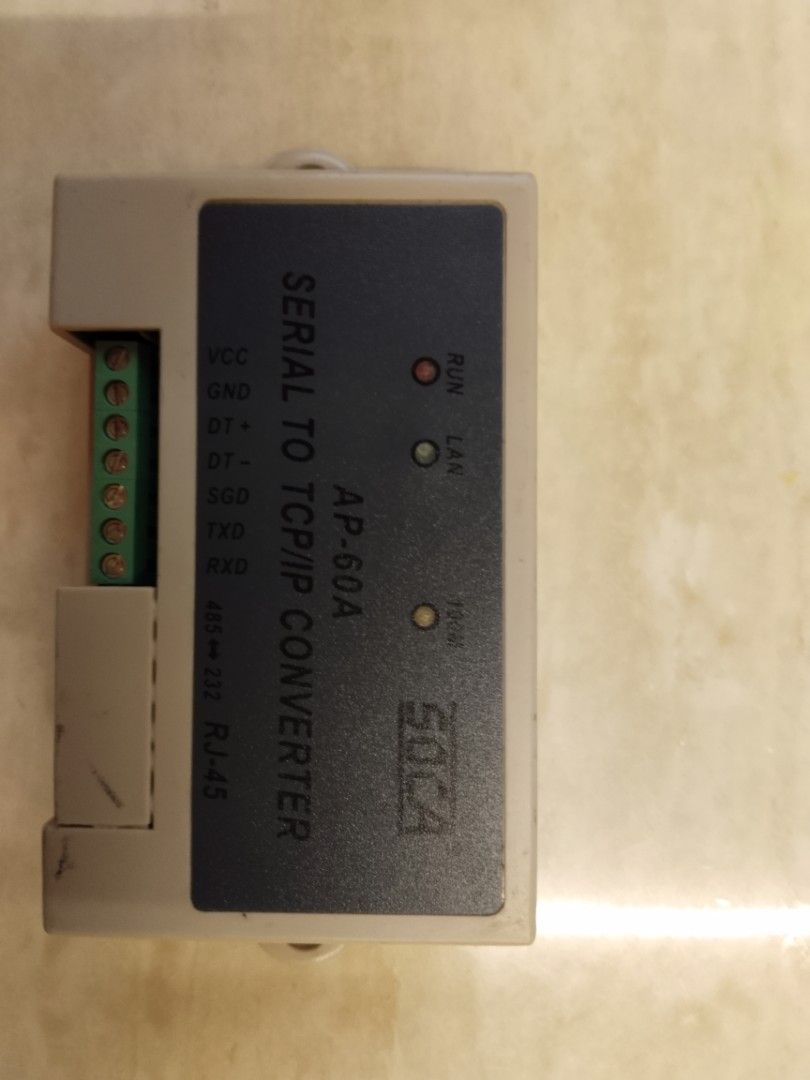 RUN
LAN
SOCA
AP-60A
SERIAL TO TCP/IP CONVERTER
VCC
GND
DT +
DT -
SGD
TXD
RXD
485 ↔ 232
RJ-45